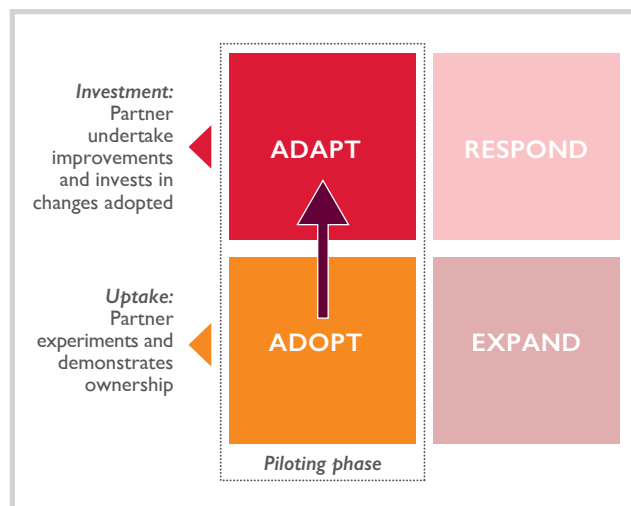 Investment:
Partner
undertake
improvements
and invests in
changes adopted
ADAPT
RESPOND
Uptake:
Partner
experiments and
demonstrates
ownership
ADOPT
EXPAND
Piloting phase